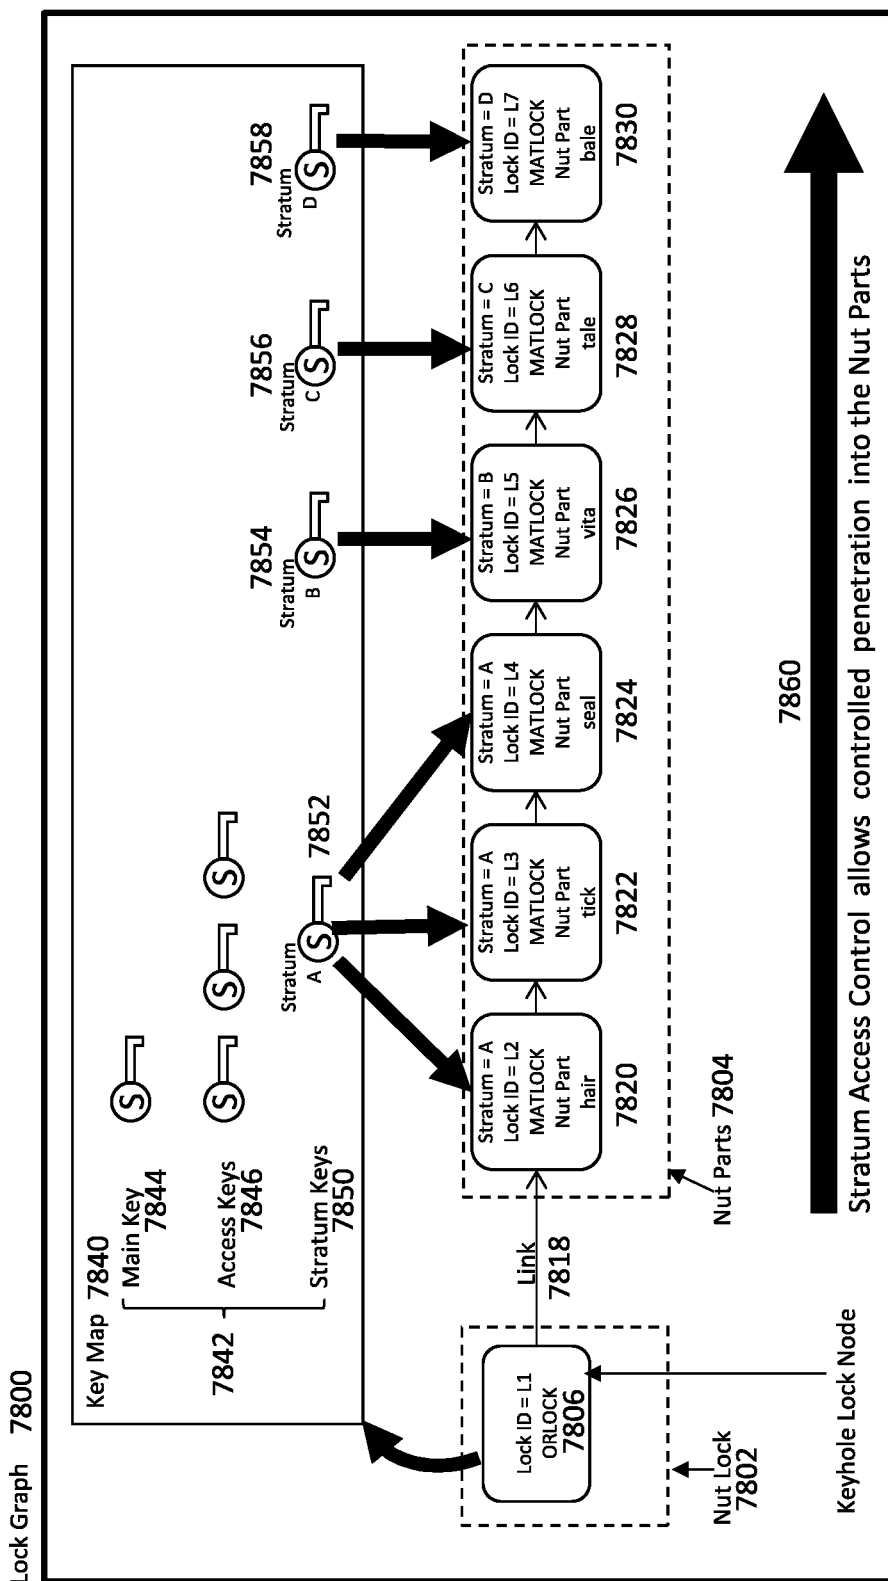 Lock Graph 7800
Key Map 7840
7842
Main Key
7844
Access Keys
7846
Stratum Keys
7850
S
S
S
S
Stratum
A
S
7852
Stratum
B
S
7854
Stratum
C
S
7856
Stratum
D
S
7858
Lock ID = L1
ORLOCK
7806
Link
7818
Stratum = A
Lock ID = L2
MATLOCK
Nut Part
hair
7820
Stratum = A
Lock ID = L3
MATLOCK
Nut Part
tick
7822
Stratum = A
Lock ID = L4
MATLOCK
Nut Part
seal
7824
Stratum = B
Lock ID = L5
MATLOCK
Nut Part
vita
7826
Stratum = C
Lock ID = L6
MATLOCK
Nut Part
tale
7828
Stratum = D
Lock ID = L7
MATLOCK
Nut Part
bale
7830
Nut Lock
7802
Nut Parts 7804
Keyhole Lock Node
7860
Stratum Access Control allows controlled penetration into the Nut Parts